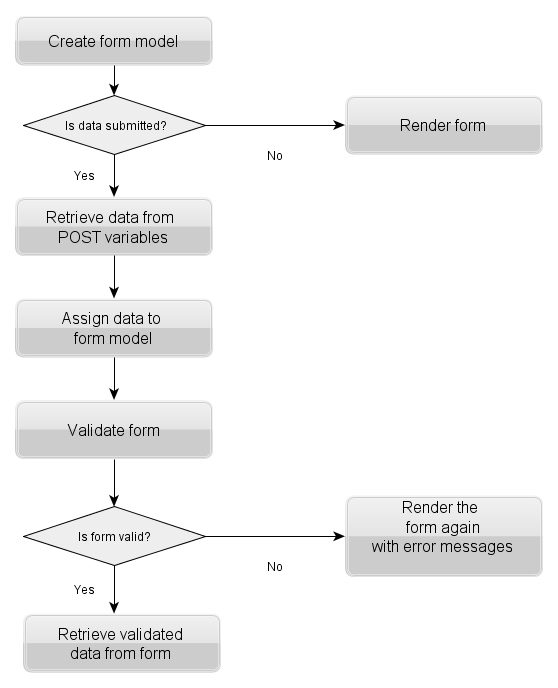 Create form model
Is data submitted?
Render form
No
Yes
Retrieve data from
POST variables
Assign data to
form model
Validate form
Is form valid?
Render the
form again
with error messages
No
Yes
Retrieve validated
data from form